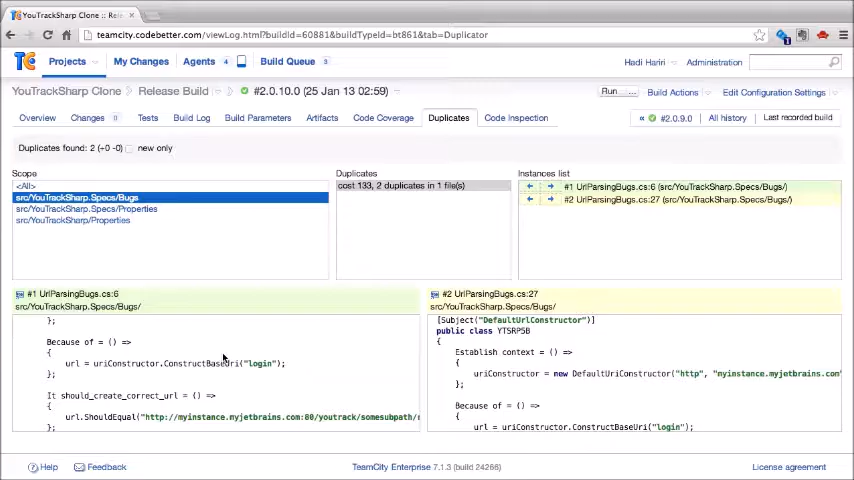 YouTrackSharp Clone :: Rele
teamcity.codebetter.com/viewLog.html?buildId=60881&buildTypeId=bt861&tab=Duplicator
TC Projects My Changes Agents 4 Build Queue 3 Hadi Hariri Administration
YouTrackSharp Clone Release Build #2.0.10.0 (25 Jan 13 02:59) Run ... Build Actions Edit Configuration Settings
Overview Changes 0 Tests Build Log Build Parameters Artifacts Code Coverage Duplicates Code Inspection « #2.0.9.0 All history Last recorded build
Duplicates found: 2 (+0 -0) new only
Scope Duplicates Instances list
<All>
src/YouTrackSharp.Specs/Bugs
src/YouTrackSharp.Specs/Properties
src/YouTrackSharp/Properties
cost 133, 2 duplicates in 1 file(s)
#1 UrlParsingBugs.cs:6 (src/YouTrackSharp.Specs/Bugs/)
#2 UrlParsingBugs.cs:27 (src/YouTrackSharp.Specs/Bugs/)
#1 UrlParsingBugs.cs:6
src/YouTrackSharp.Specs/Bugs/
};
Because of = () =>
{
url = uriConstructor.ConstructBaseUri("login");
};
It should_create_correct_url = () =>
{
url.ShouldEqual("http://myinstance.myjetbrains.com:80/youtrack/somesubpath/r
};
#2 UrlParsingBugs.cs:27
src/YouTrackSharp.Specs/Bugs/
[Subject("DefaultUrlConstructor")]
public class YTSRP5B
{
Establish context = () =>
{
uriConstructor = new DefaultUriConstructor("http", "myinstance.myjetbrains.com"
};
Because of = () =>
{
url = uriConstructor.ConstructBaseUri("login");
Help Feedback TeamCity Enterprise 7.1.3 (build 24266) License agreement